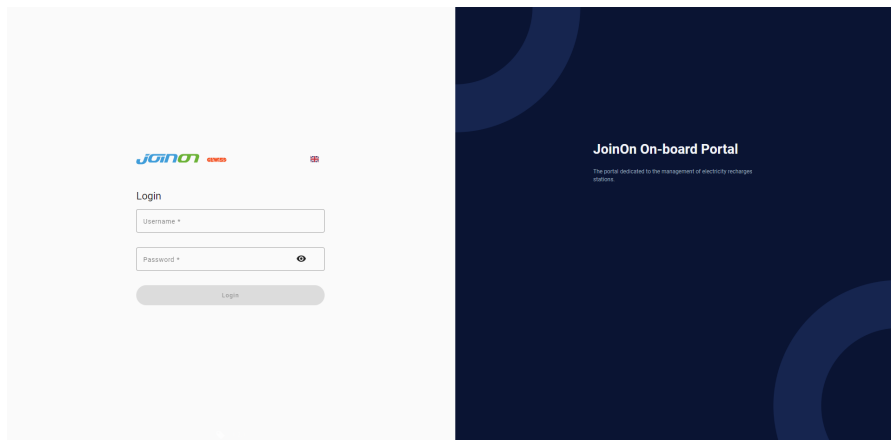 joinon GEWISS
Login
Username *
Password *
Login
JoinOn On-board Portal
The portal dedicated to the management of electricity recharges
stations.